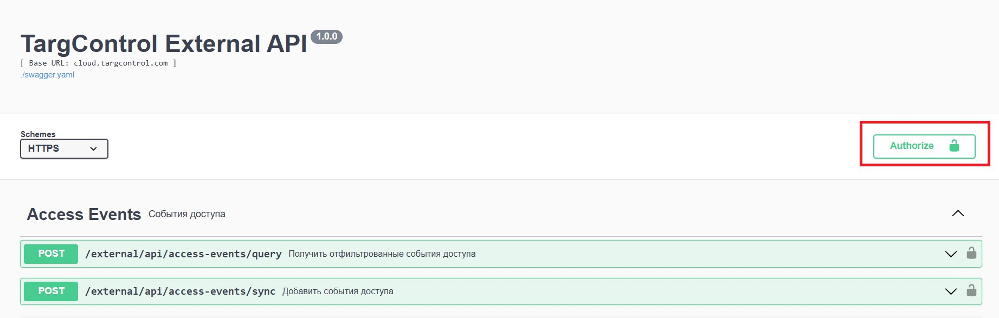 TargControl External API 1.0.0
[ Base URL: cloud.targcontrol.com ]
./swagger.yaml
Schemes
HTTPS
Authorize
Access Events События доступа
POST /external/api/access-events/query Получить отфильтрованные события доступа
POST /external/api/access-events/sync Добавить события доступа